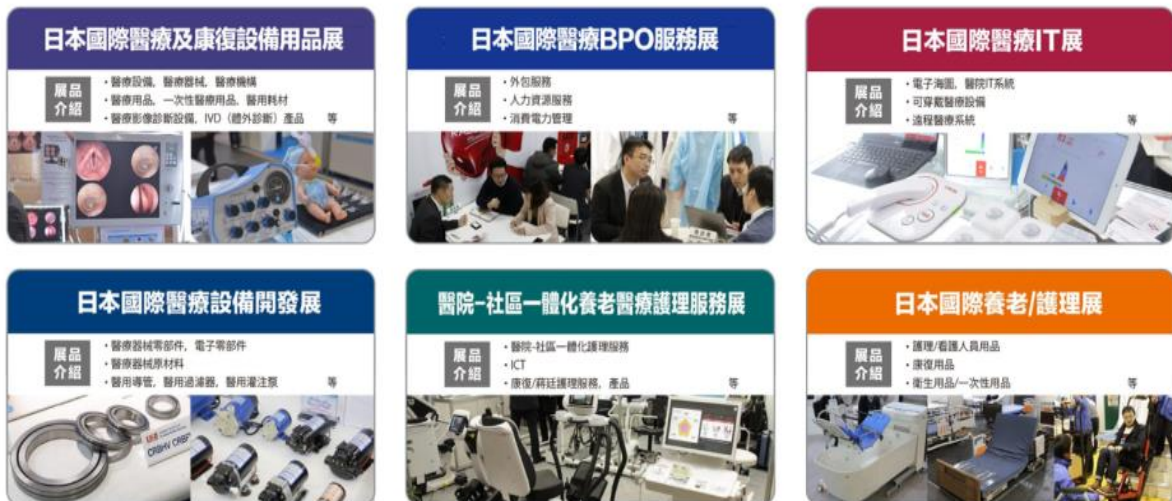 日本國際醫療及康復設備用品展
展品
介紹
・醫療設備, 醫療器械, 醫療機構
・醫療用品, 一次性醫療用品, 醫用耗材
・醫療影像診斷設備, IVD（體外診斷）產品 等
日本國際醫療BPO服務展
展品
介紹
・外包服務
・人力資源服務
・消費電力管理 等
日本國際醫療IT展
展品
介紹
・電子海圖, 醫院IT系統
・可穿戴醫療設備
・遠程醫療系統 等
日本國際醫療設備開發展
展品
介紹
・醫療器械零部件, 電子零部件
・醫療器械原材料
・醫用導管, 醫用過濾器, 醫用灌注泵 等
CRBHV CRBF
醫院-社區一體化養老醫療護理服務展
展品
介紹
・醫院-社區一體化護理服務
・ICT
・康復/蔣廷護理服務, 產品 等
日本國際養老/護理展
展品
介紹
・護理/看護人員用品
・康復用品
・衛生用品/一次性用品 等